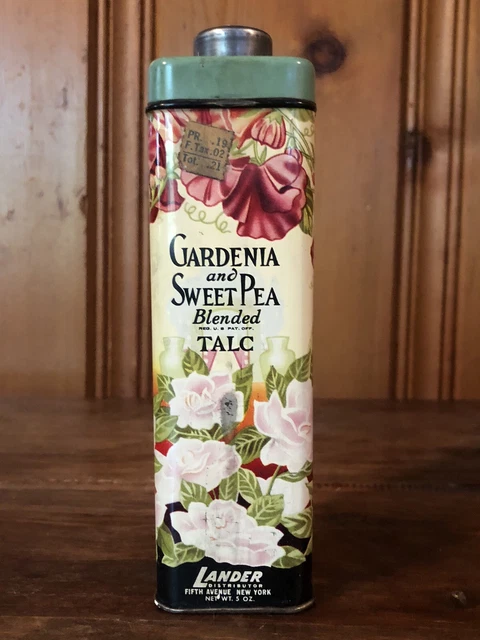 PR. .19
F.Tax.02
Tot. .21
GARDENIA
and
SWEET PEA
Blended
REG. U.S. PAT. OFF.
TALC
LANDER
DISTRIBUTOR
FIFTH AVENUE NEW YORK
NET WT. 5 OZ.